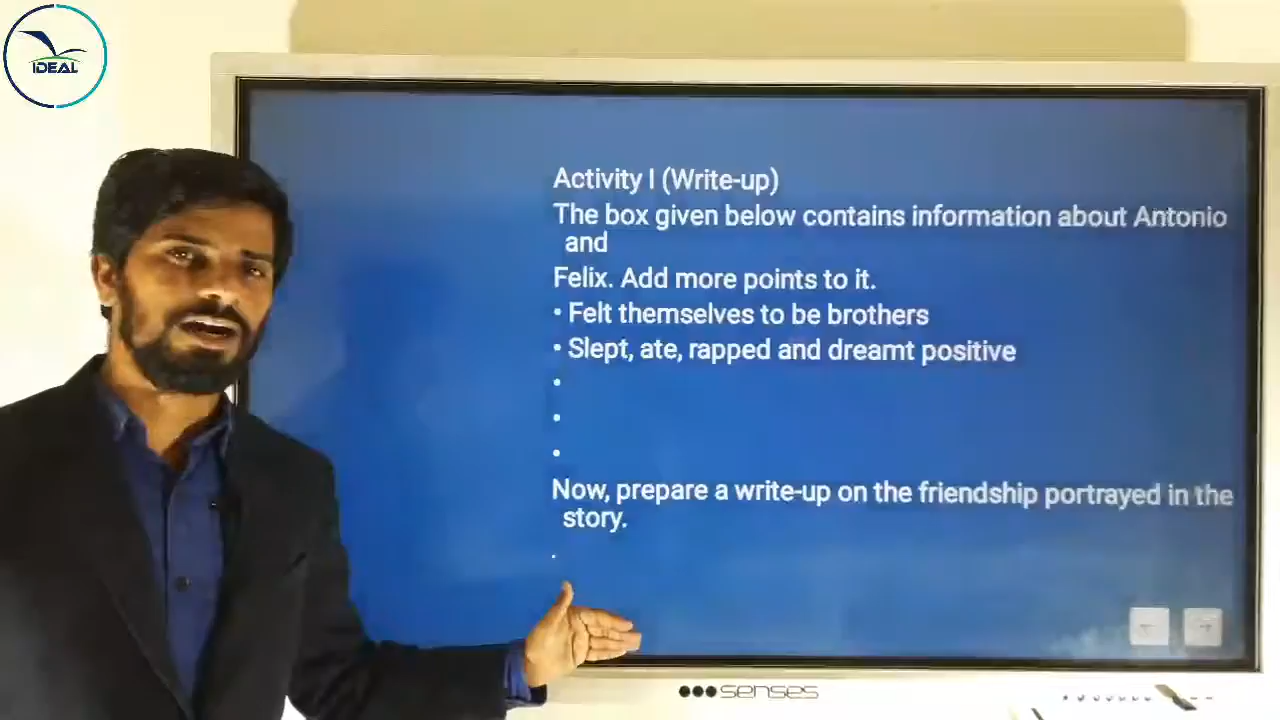 IDEAL
Activity I (Write-up)
The box given below contains information about Antonio
and
Felix. Add more points to it.
• Felt themselves to be brothers
• Slept, ate, rapped and dreamt positive
•
•
•
Now, prepare a write-up on the friendship portrayed in the
story.
.
senses